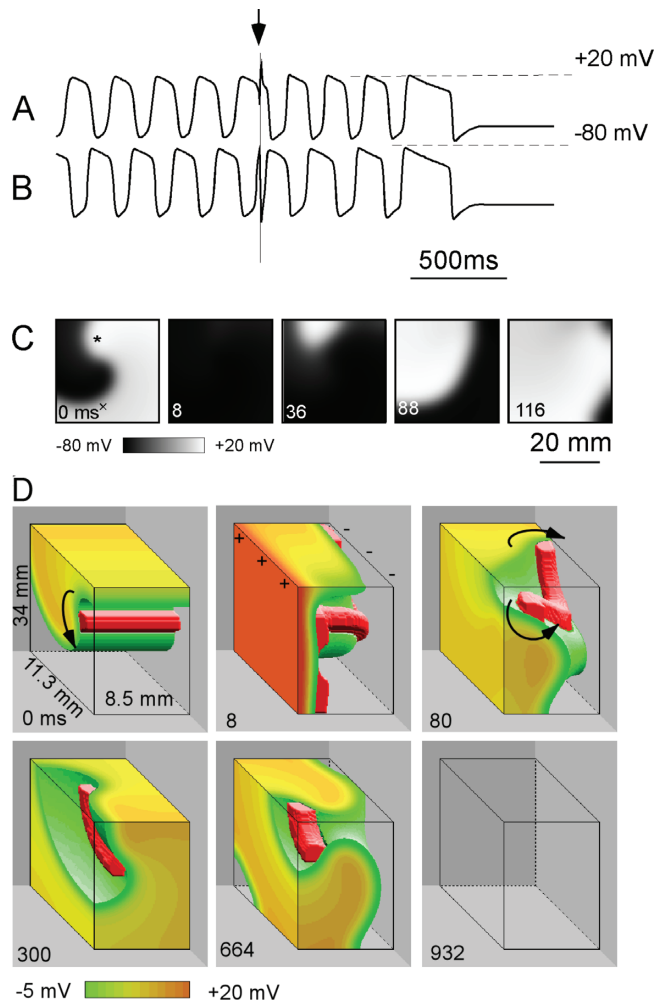 +20 mV
A
-80 mV
B
500ms
C
*
0 ms×
8
36
88
116
-80 mV
+20 mV
20 mm
D
34 mm
11.3 mm
8.5 mm
0 ms
+ + +
- - -
8
80
300
664
932
-5 mV
+20 mV